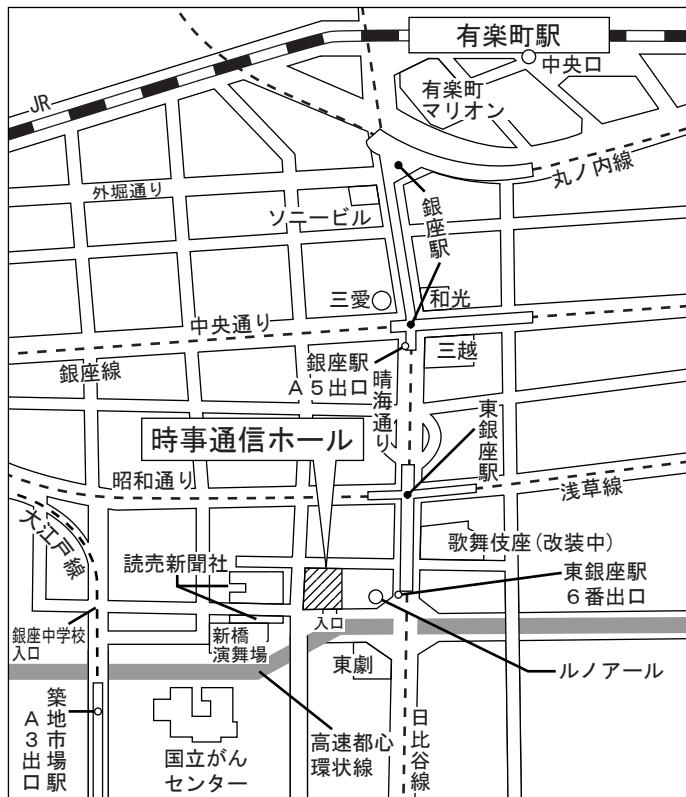 有楽町駅
中央口
JR
有楽町
マリオン
丸ノ内線
外堀通り
ソニービル
銀座駅
三愛
和光
中央通り
三越
銀座線
銀座駅
A5出口
晴海通り
時事通信ホール
東銀座駅
昭和通り
浅草線
大江戸線
歌舞伎座(改装中)
読売新聞社
東銀座駅
6番出口
入口
銀座中学校
入口
新橋
演舞場
東劇
ルノアール
築地市場駅
A3出口
国立がん
センター
高速都心
環状線
日比谷線